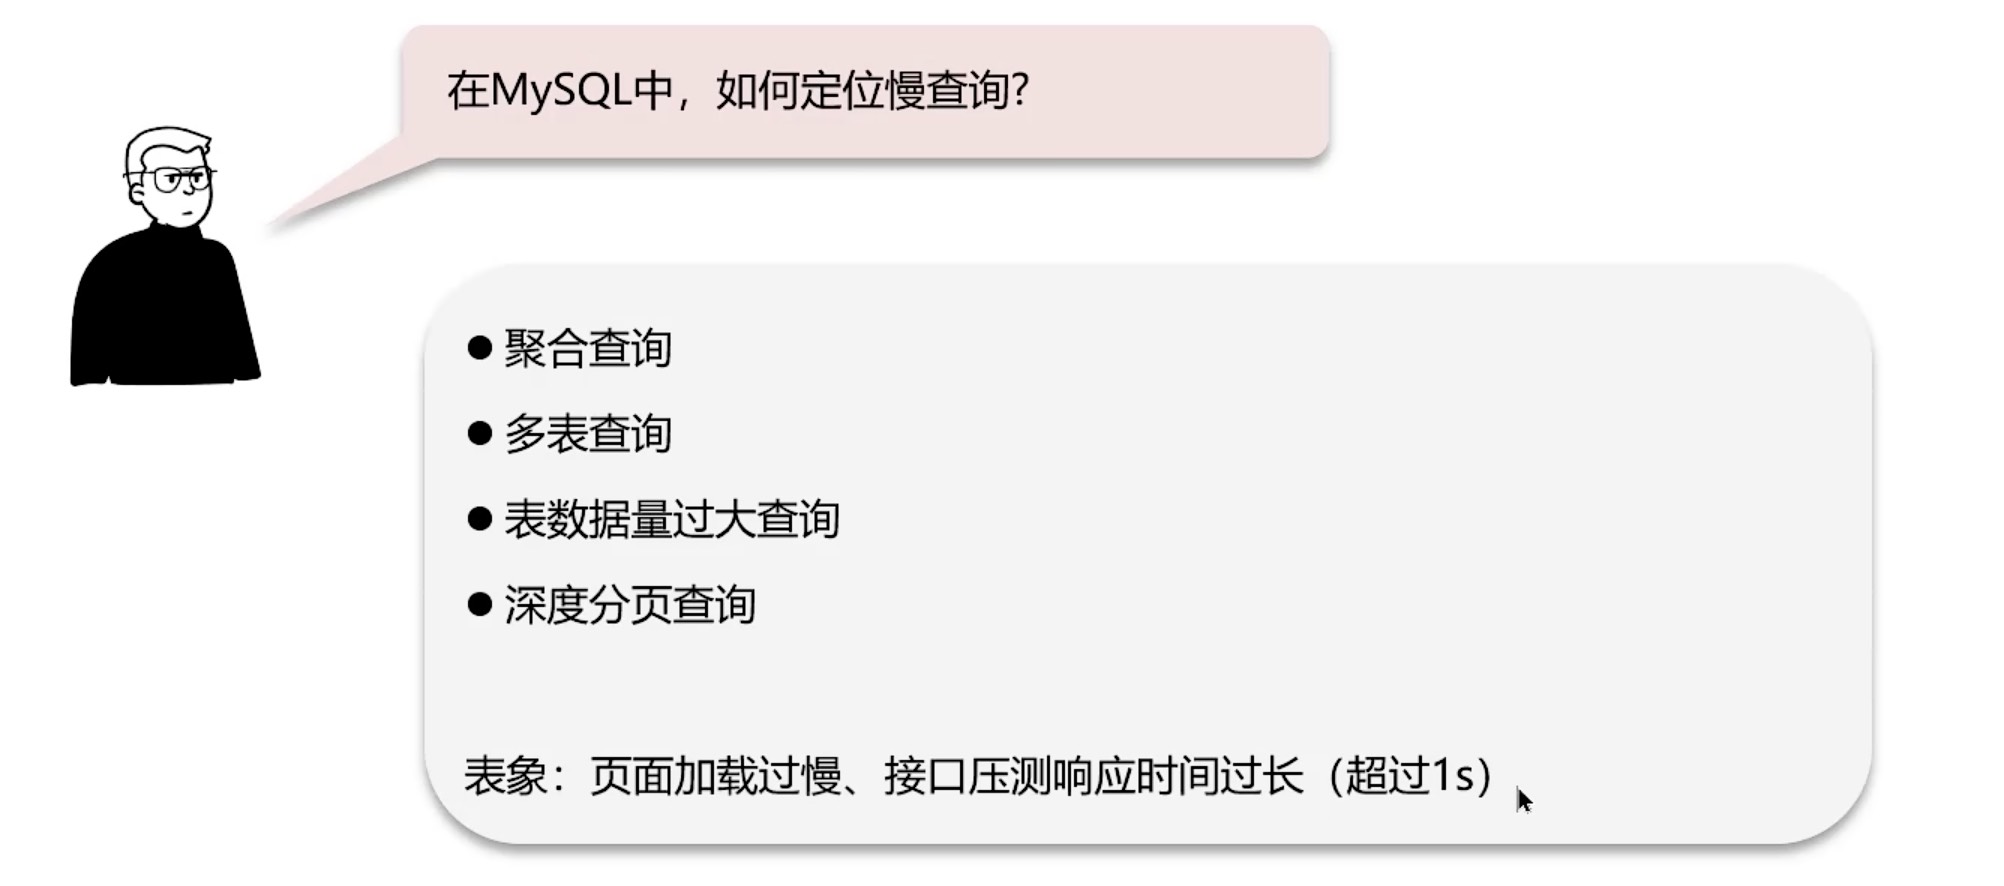 在MySQL中，如何定位慢查询?
● 聚合查询
● 多表查询
● 表数据量过大查询
● 深度分页查询
表象：页面加载过慢、接口压测响应时间过长（超过1s）